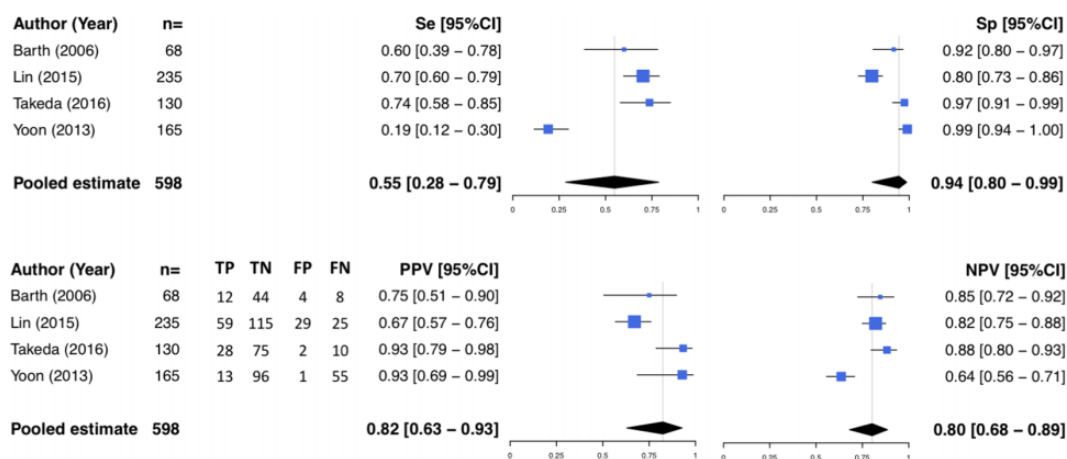 Author (Year) n= Se [95%CI] Sp [95%CI]
Barth (2006) 68 0.60 [0.39 – 0.78] 0.92 [0.80 – 0.97]
Lin (2015) 235 0.70 [0.60 – 0.79] 0.80 [0.73 – 0.86]
Takeda (2016) 130 0.74 [0.58 – 0.85] 0.97 [0.91 – 0.99]
Yoon (2013) 165 0.19 [0.12 – 0.30] 0.99 [0.94 – 1.00]
Pooled estimate 598 0.55 [0.28 – 0.79] 0.94 [0.80 – 0.99]
0 0.25 0.5 0.75 1 0 0.25 0.5 0.75 1
Author (Year) n= TP TN FP FN PPV [95%CI] NPV [95%CI]
Barth (2006) 68 12 44 4 8 0.75 [0.51 – 0.90] 0.85 [0.72 – 0.92]
Lin (2015) 235 59 115 29 25 0.67 [0.57 – 0.76] 0.82 [0.75 – 0.88]
Takeda (2016) 130 28 75 2 10 0.93 [0.79 – 0.98] 0.88 [0.80 – 0.93]
Yoon (2013) 165 13 96 1 55 0.93 [0.69 – 0.99] 0.64 [0.56 – 0.71]
Pooled estimate 598 0.82 [0.63 – 0.93] 0.80 [0.68 – 0.89]
0 0.25 0.5 0.75 1 0 0.25 0.5 0.75 1